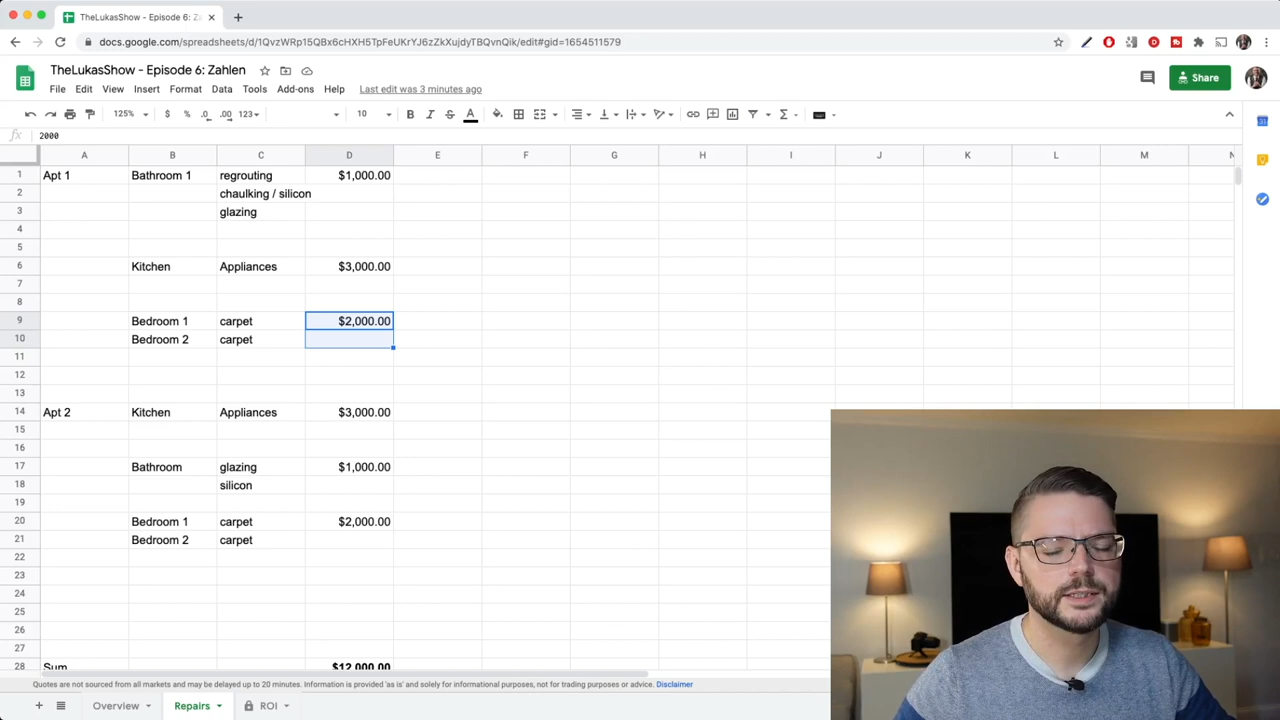 TheLukasShow - Episode 6: Za
docs.google.com/spreadsheets/d/1QvzWRp15QBx6cHXH5TpFeUKrYJ6zZkXujdyTBQvnQik/edit#gid=1654511579
TheLukasShow - Episode 6: Zahlen
File Edit View Insert Format Data Tools Add-ons Help Last edit was 3 minutes ago
Share
125% $ % .0 .00 123 10 B I S A
fx 2000
A B C D E F G H I J K L M N
1 Apt 1 Bathroom 1 regrouting $1,000.00
2 chaulking / silicon
3 glazing
4
5
6 Kitchen Appliances $3,000.00
7
8
9 Bedroom 1 carpet $2,000.00
10 Bedroom 2 carpet
11
12
13
14 Apt 2 Kitchen Appliances $3,000.00
15
16
17 Bathroom glazing $1,000.00
18 silicon
19
20 Bedroom 1 carpet $2,000.00
21 Bedroom 2 carpet
22
23
24
25
26
27
28 Sum $12,000.00
Quotes are not sourced from all markets and may be delayed up to 20 minutes. Information is provided 'as is' and solely for informational purposes, not for trading purposes or advice. Disclaimer
Overview Repairs ROI